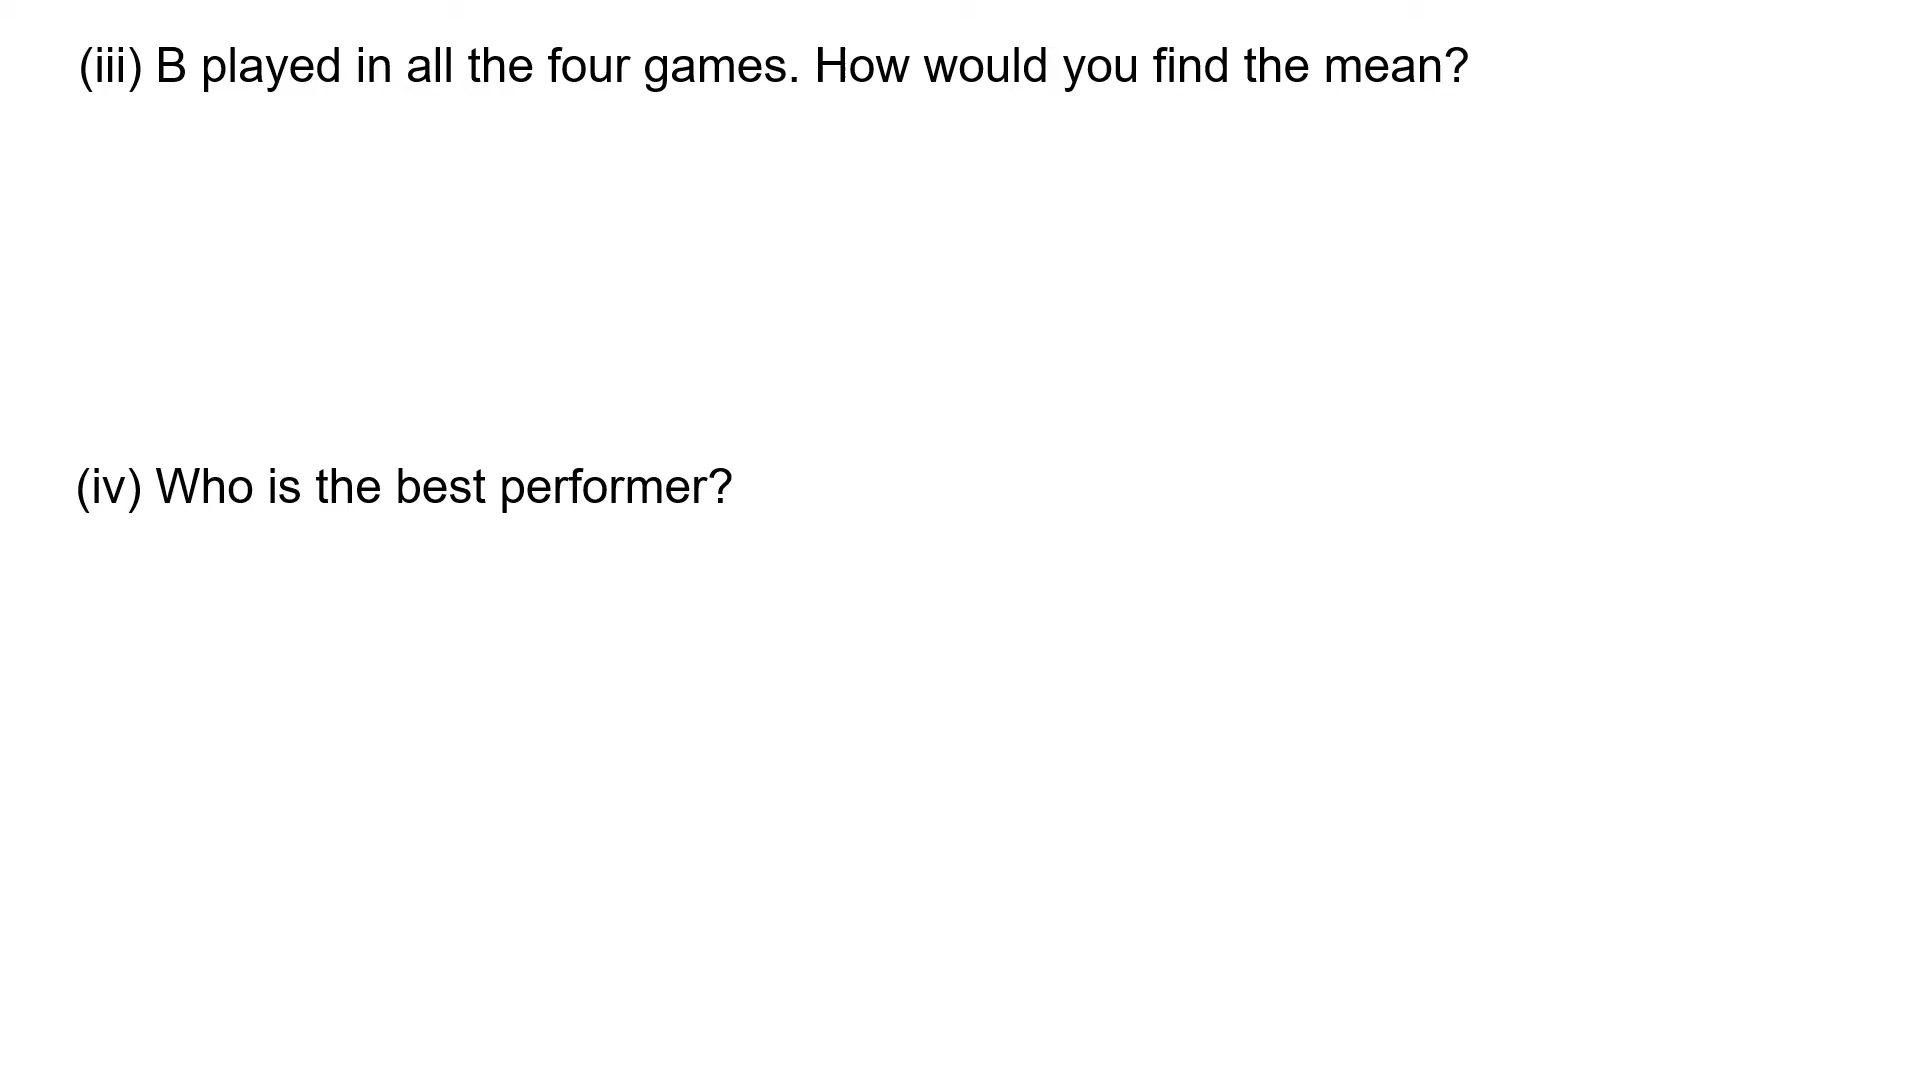 (iii) B played in all the four games. How would you find the mean?
(iv) Who is the best performer?